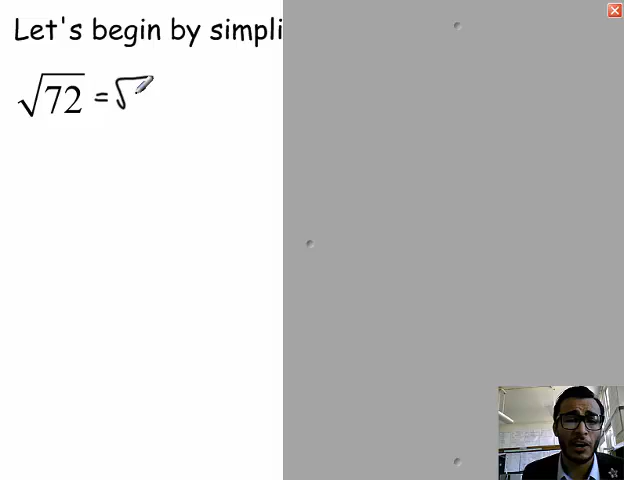 Let's begin by simpli
√72 = √